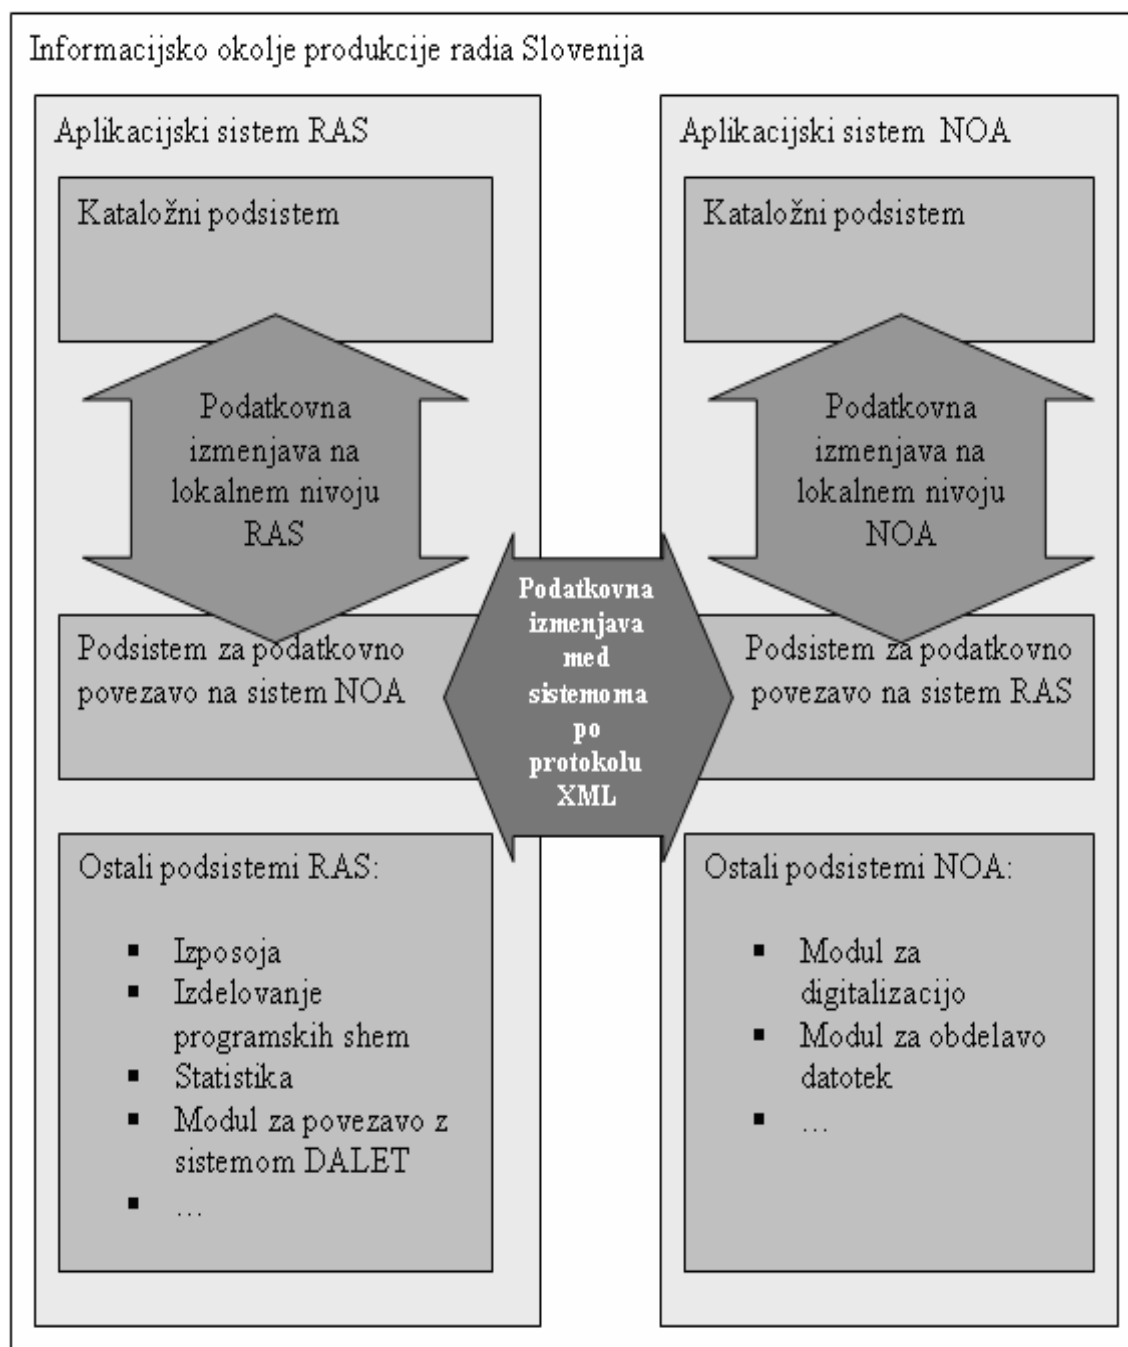 Informacijsko okolje produkcije radia Slovenija
Aplikacijski sistem RAS
Kataložni podsistem
Podatkovna
izmenjava na
lokalnem nivoju
RAS
Podsistem za podatkovno
povezavo na sistem NOA
Ostali podsistemi RAS:
▪ Izposoja
▪ Izdelovanje
programskih shem
▪ Statistika
▪ Modul za povezavo z
sistemom DALET
▪ …
Podatkovna
izmenjava
med
sistemoma
po
protokolu
XML
Aplikacijski sistem NOA
Kataložni podsistem
Podatkovna
izmenjava na
lokalnem nivoju
NOA
Podsistem za podatkovno
povezavo na sistem RAS
Ostali podsistemi NOA:
▪ Modul za
digitalizacijo
▪ Modul za obdelavo
datotek
▪ …